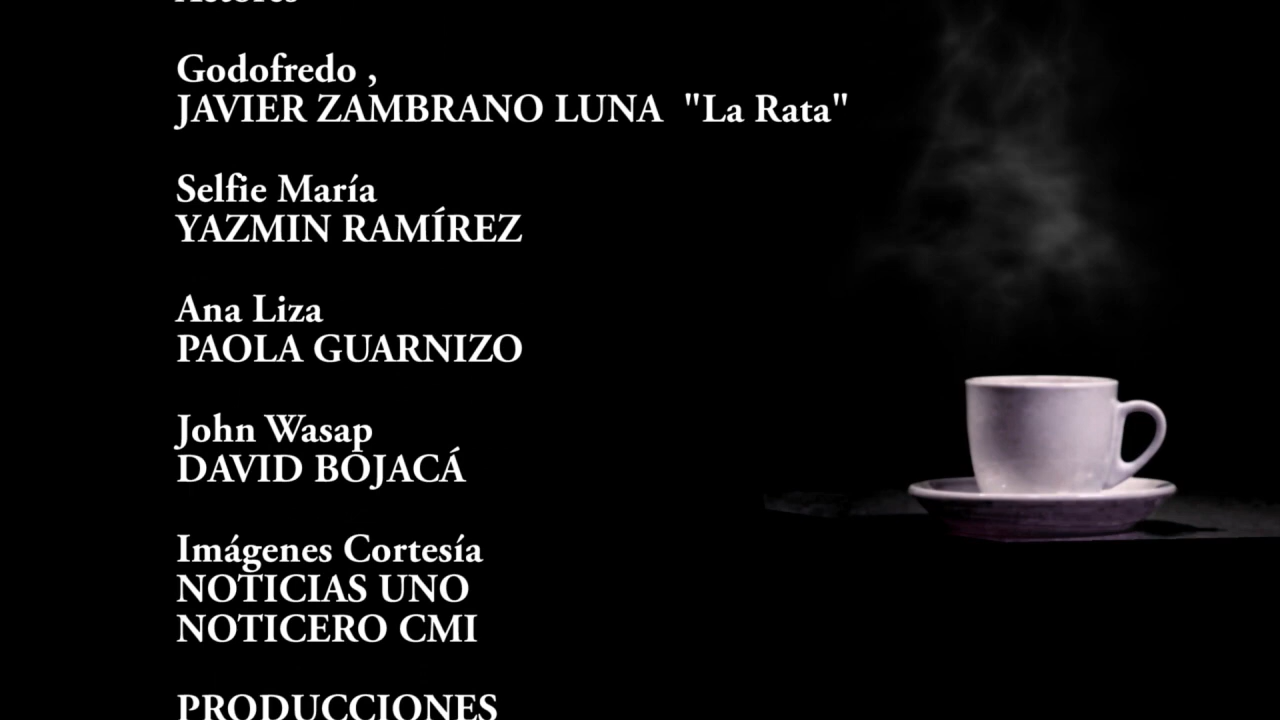 Actores
Godofredo ,
JAVIER ZAMBRANO LUNA "La Rata"
Selfie María
YAZMIN RAMÍREZ
Ana Liza
PAOLA GUARNIZO
John Wasap
DAVID BOJACÁ
Imágenes Cortesía
NOTICIAS UNO
NOTICERO CMI
PRODUCCIONES